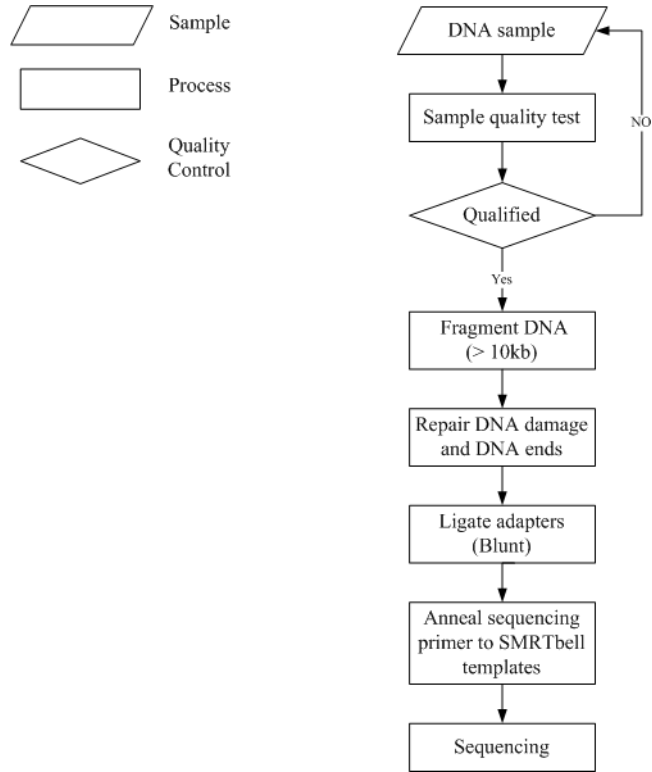 Sample
Process
Quality
Control
DNA sample
Sample quality test
NO
Qualified
Yes
Fragment DNA
(> 10kb)
Repair DNA damage
and DNA ends
Ligate adapters
(Blunt)
Anneal sequencing
primer to SMRTbell
templates
Sequencing